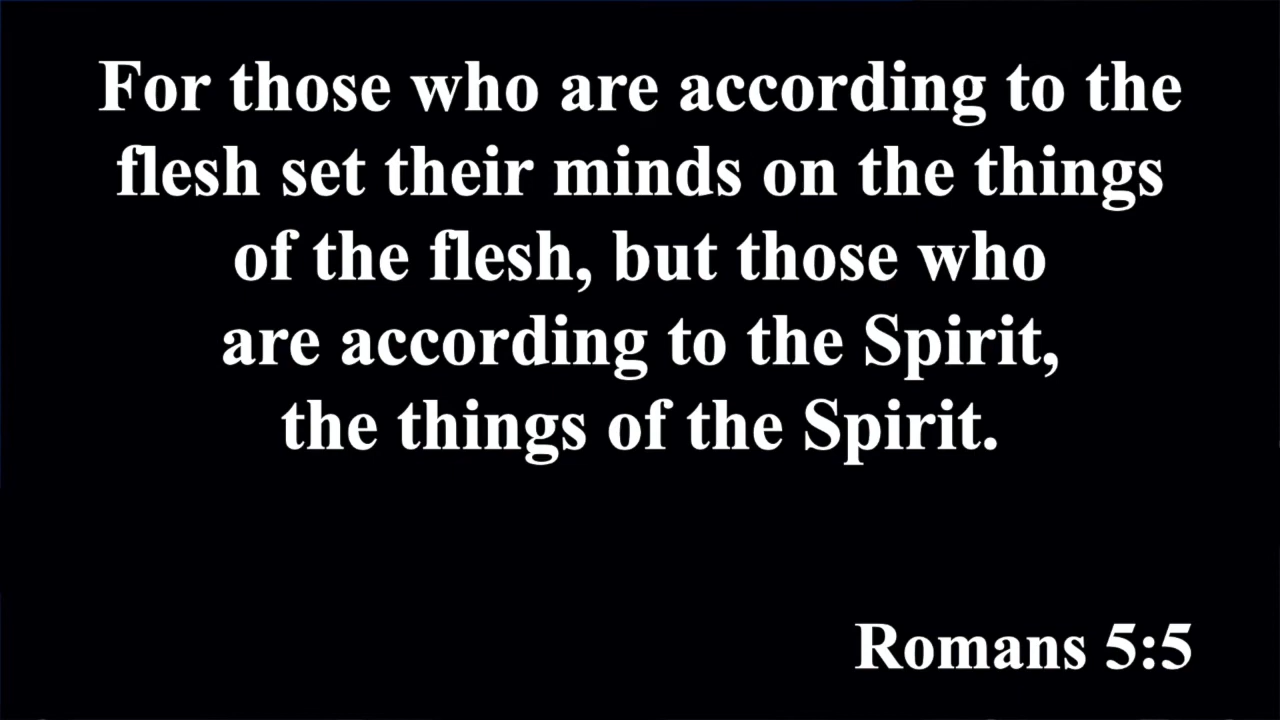 For those who are according to the
flesh set their minds on the things
of the flesh, but those who
are according to the Spirit,
the things of the Spirit.
Romans 5:5